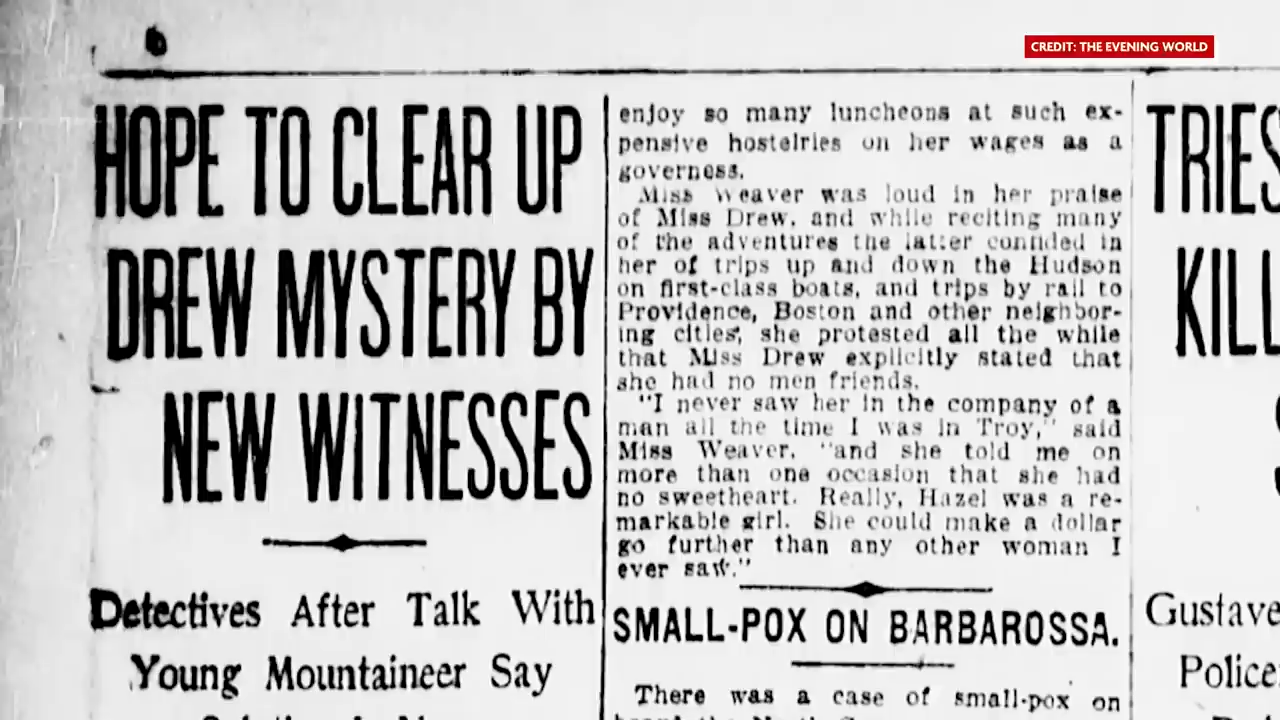 CREDIT: THE EVENING WORLD
HOPE TO CLEAR UP
DREW MYSTERY BY
NEW WITNESSES
Detectives After Talk With
Young Mountaineer Say
enjoy so many luncheons at such ex-
pensive hostelries on her wages as a
governess.
Miss Weaver was loud in her praise
of Miss Drew, and while reciting many
of the adventures the latter confided in
her of trips up and down the Hudson
on first-class boats, and trips by rail to
Providence, Boston and other neighbor-
ing cities, she protested all the while
that Miss Drew explicitly stated that
she had no men friends.
"I never saw her in the company of a
man all the time I was in Troy," said
Miss Weaver, "and she told me on
more than one occasion that she had
no sweetheart. Really, Hazel was a re-
markable girl. She could make a dollar
go further than any other woman I
ever saw."
SMALL-POX ON BARBAROSSA.
There was a case of small-pox on
TRIES
KILL
Gustave
Police